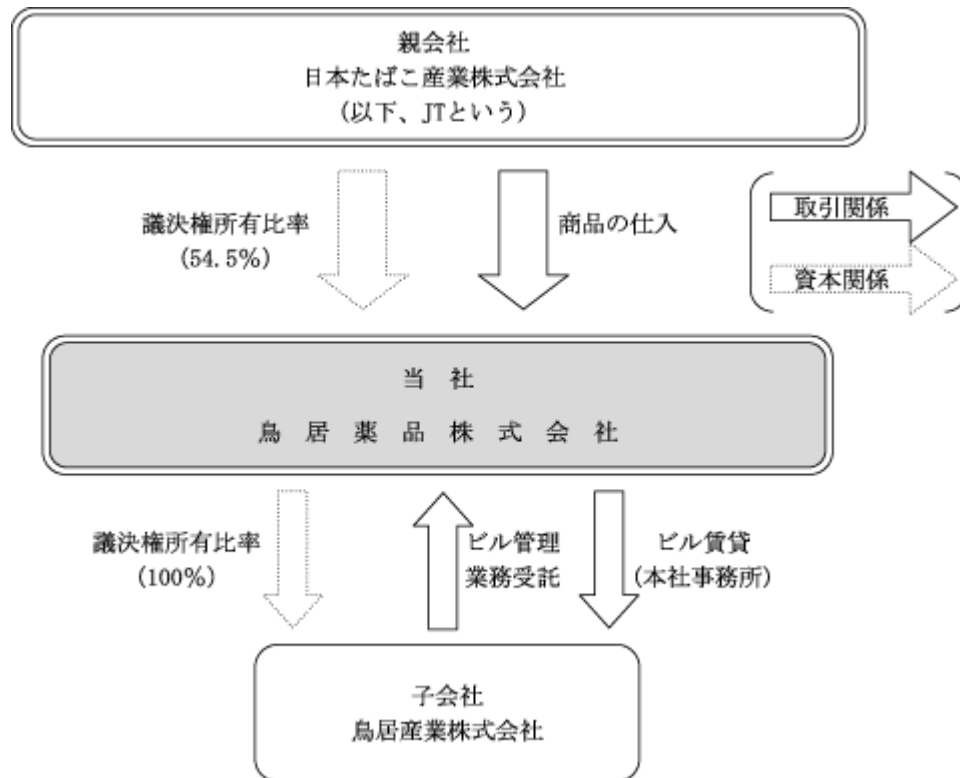 親会社
日本たばこ産業株式会社
(以下、JTという)
議決権所有比率
(54.5%)
商品の仕入
取引関係
資本関係
当 社
鳥 居 薬 品 株 式 会 社
議決権所有比率
(100%)
ビル管理
業務受託
ビル賃貸
(本社事務所)
子会社
鳥居産業株式会社